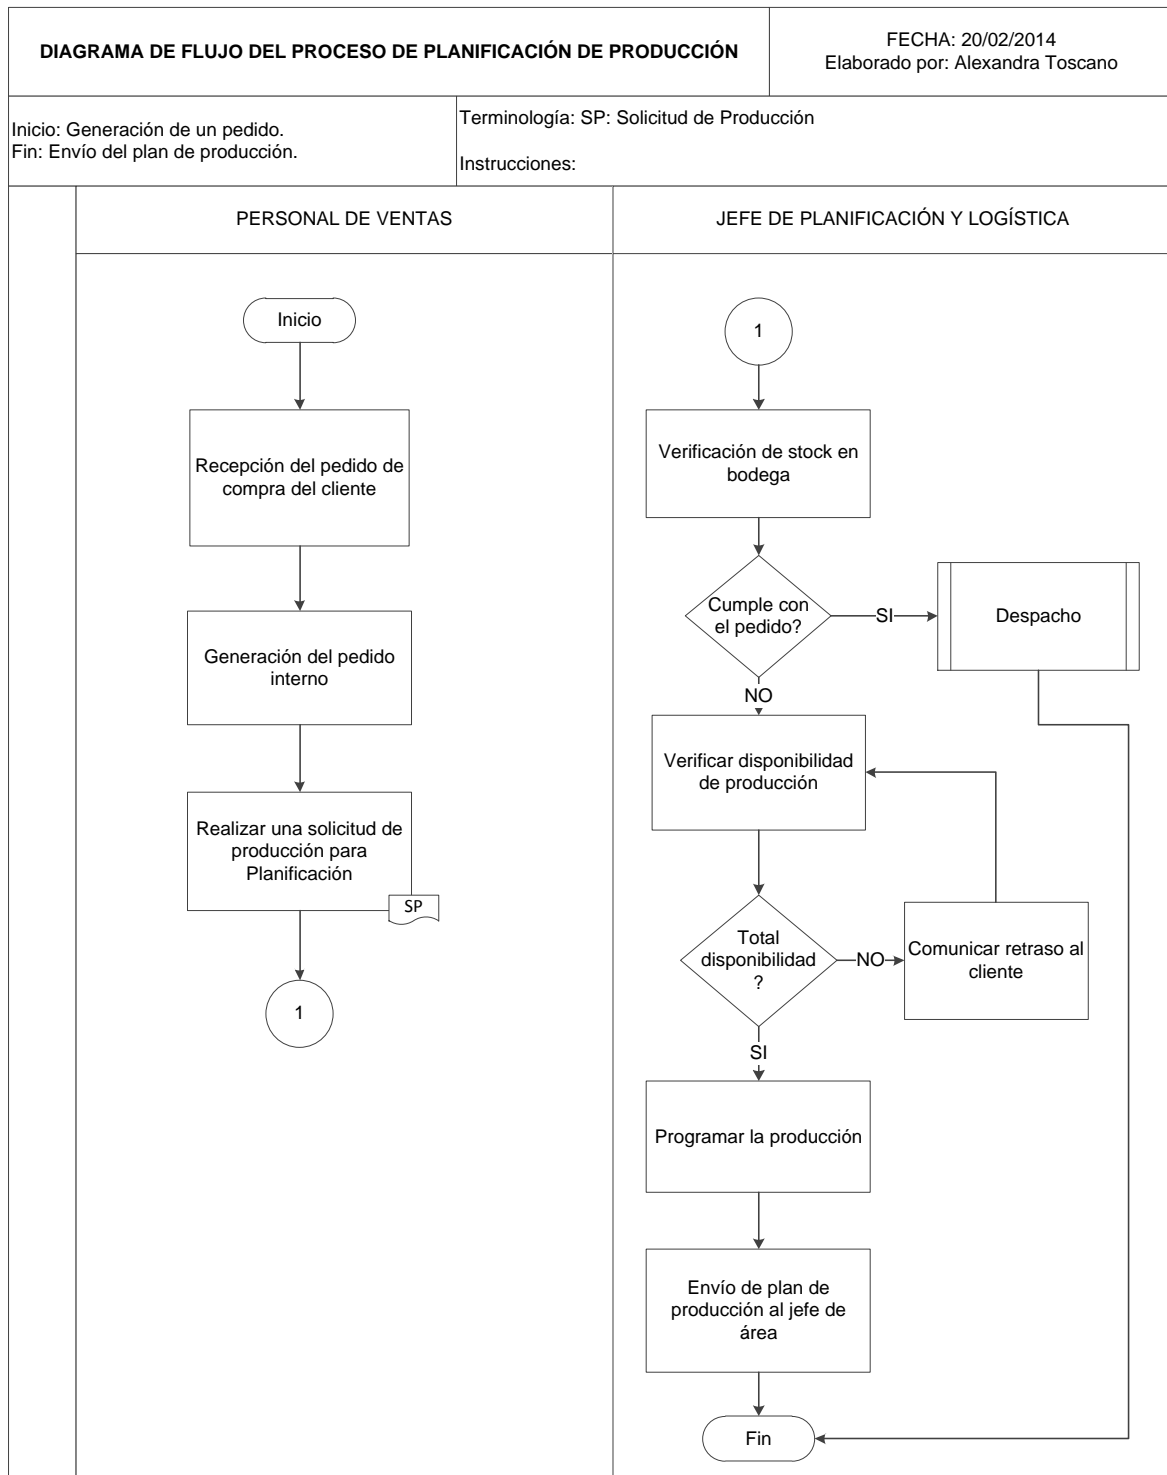 DIAGRAMA DE FLUJO DEL PROCESO DE PLANIFICACIÓN DE PRODUCCIÓN
FECHA: 20/02/2014
Elaborado por: Alexandra Toscano
Inicio: Generación de un pedido.
Fin: Envío del plan de producción.
Terminología: SP: Solicitud de Producción
Instrucciones:
PERSONAL DE VENTAS
JEFE DE PLANIFICACIÓN Y LOGÍSTICA
Inicio
Recepción del pedido de
compra del cliente
Generación del pedido
interno
Realizar una solicitud de
producción para
Planificación
SP
1
1
Verificación de stock en
bodega
Cumple con
el pedido?
SI
Despacho
NO
Verificar disponibilidad
de producción
Total
disponibilidad
?
NO
Comunicar retraso al
cliente
SI
Programar la producción
Envío de plan de
producción al jefe de
área
Fin